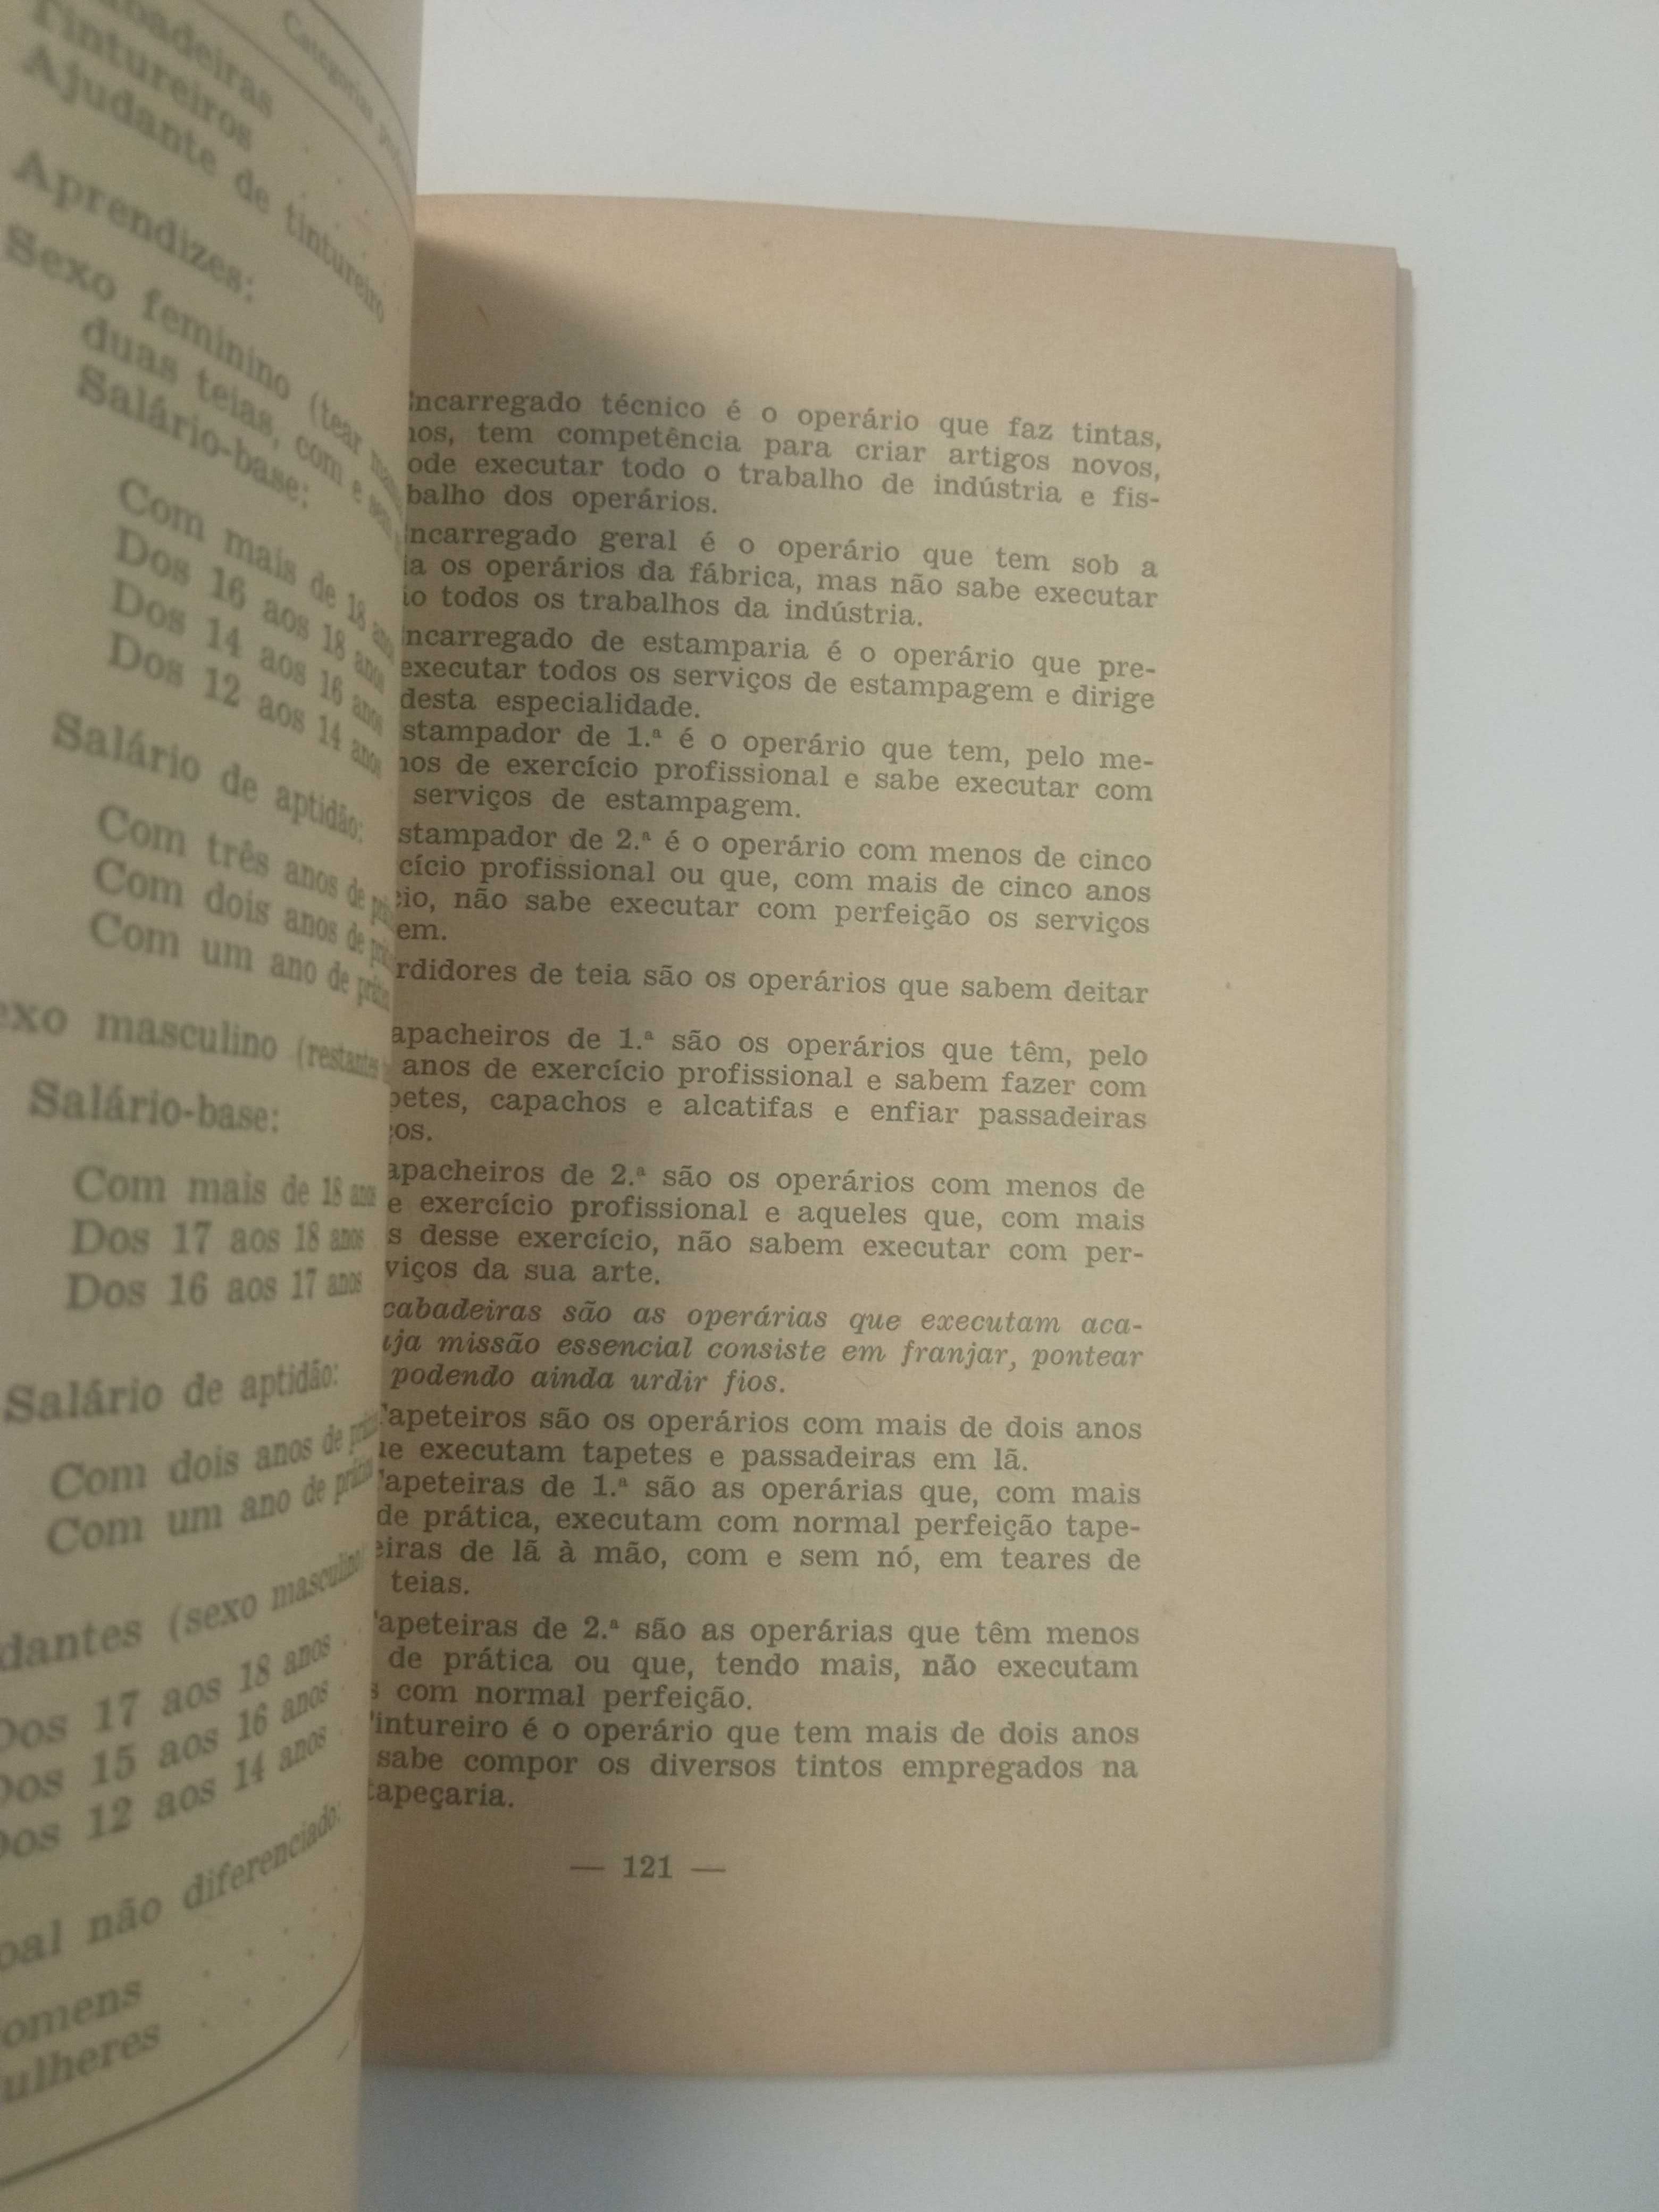 Categorias
Tintureiros
Ajudante de tintureiro
Aprendizes:
Sexo feminino (tear
duas teias, com e sem
Salário-base:
Com mais de 18 anos
Dos 16 aos 18 anos
Dos 14 aos 16 anos
Dos 12 aos 14 anos
Salário de aptidão:
Com três anos de
Com dois anos de
Com um ano de
masculino (restantes
Salário-base:
Com mais de 18 anos
Dos 17 aos 18 anos
Dos 16 aos 17 anos
Salário de aptidão:
Com dois anos de
Com um ano de
dantes (sexo masculino
Dos 17 aos 18 anos
Dos 15 aos 16 anos
Dos 12 aos 14 anos
oal não diferenciado:
omens
ulheres
ncarregado técnico é o operário que faz tintas,
nos, tem competência para criar artigos novos,
ode executar todo o trabalho de indústria e fis-
balho dos operários.
ncarregado geral é o operário que tem sob a
ia os operários da fábrica, mas não sabe executar
io todos os trabalhos da indústria.
ncarregado de estamparia é o operário que pre-
executar todos os serviços de estampagem e dirige
desta especialidade.
stampador de 1.ª é o operário que tem, pelo me-
nos de exercício profissional e sabe executar com
serviços de estampagem.
stampador de 2.ª é o operário com menos de cinco
cício profissional ou que, com mais de cinco anos
cio, não sabe executar com perfeição os serviços
em.
rdidores de teia são os operários que sabem deitar
apacheiros de 1.ª são os operários que têm, pelo
anos de exercício profissional e sabem fazer com
petes, capachos e alcatifas e enfiar passadeiras
ços.
apacheiros de 2.ª são os operários com menos de
e exercício profissional e aqueles que, com mais
s desse exercício, não sabem executar com per-
viços da sua arte.
cabadeiras são as operárias que executam aca-
uja missão essencial consiste em franjar, pontear
podendo ainda urdir fios.
apeteiros são os operários com mais de dois anos
ue executam tapetes e passadeiras em lã.
apeteiras de 1.ª são as operárias que, com mais
de prática, executam com normal perfeição tape-
eiras de lã à mão, com e sem nó, em teares de
teias.
apeteiras de 2.ª são as operárias que têm menos
de prática ou que, tendo mais, não executam
s com normal perfeição.
intureiro é o operário que tem mais de dois anos
sabe compor os diversos tintos empregados na
tapeçaria.
— 121 —